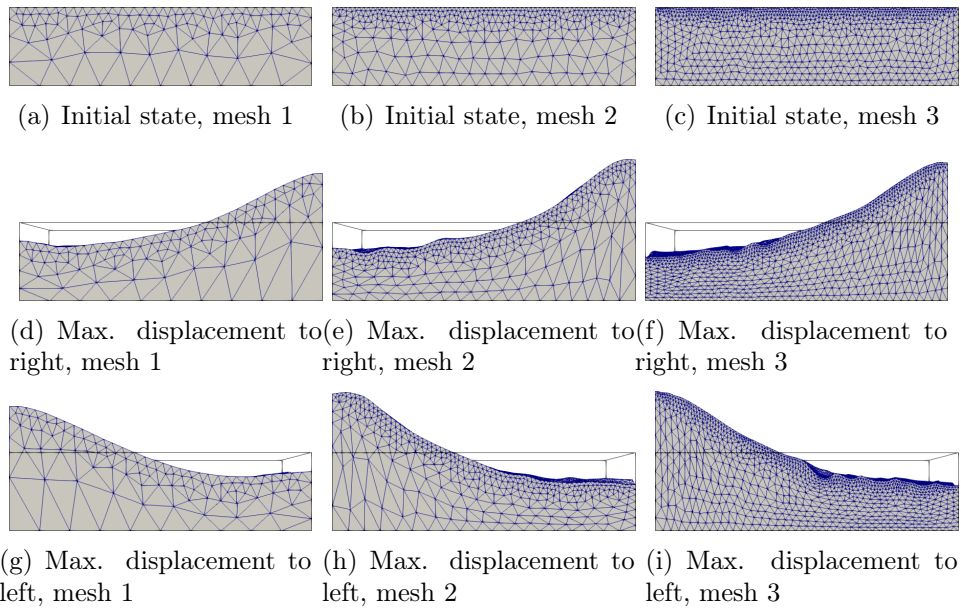 (a) Initial state, mesh 1
(b) Initial state, mesh 2
(c) Initial state, mesh 3
(d) Max. displacement to
right, mesh 1
(e) Max. displacement to
right, mesh 2
(f) Max. displacement to
right, mesh 3
(g) Max. displacement to
left, mesh 1
(h) Max. displacement to
left, mesh 2
(i) Max. displacement to
left, mesh 3